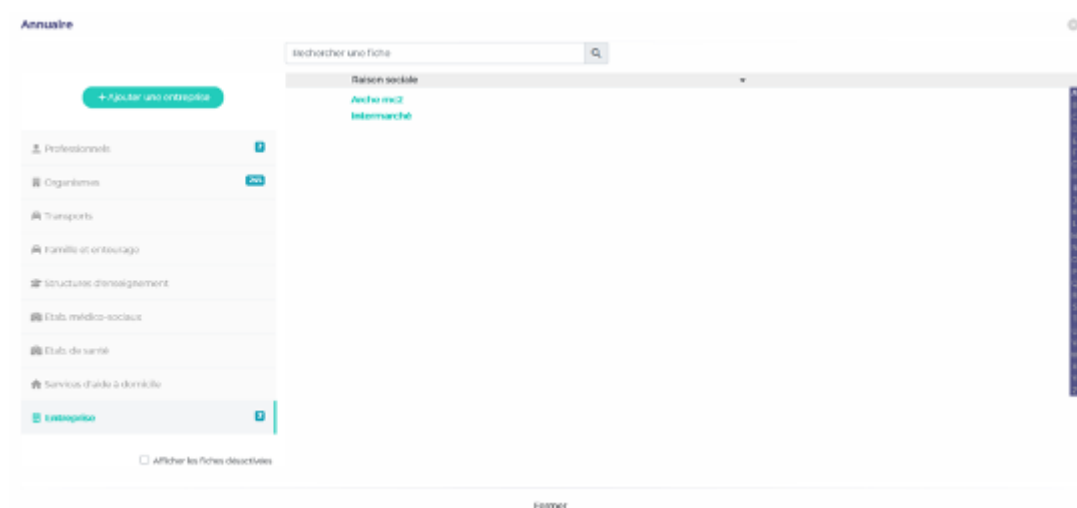 Annuaire
Rechercher une fiche
Raison sociale
+ Ajouter une entreprise
Arche mc2
Intermarché
Professionnels
Organismes
Transports
Famille et entourage
Structures d'enseignement
Etab. médico-sociaux
Etab. de santé
Services d'aide à domicile
Entreprise
Afficher les fiches désactivées
Fermer